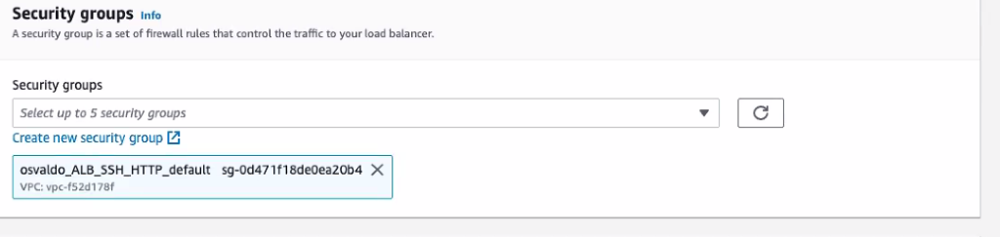 Security groups Info
A security group is a set of firewall rules that control the traffic to your load balancer.
Security groups
Select up to 5 security groups
Create new security group
osvaldo_ALB_SSH_HTTP_default sg-0d471f18de0ea20b4
VPC: vpc-f52d178f